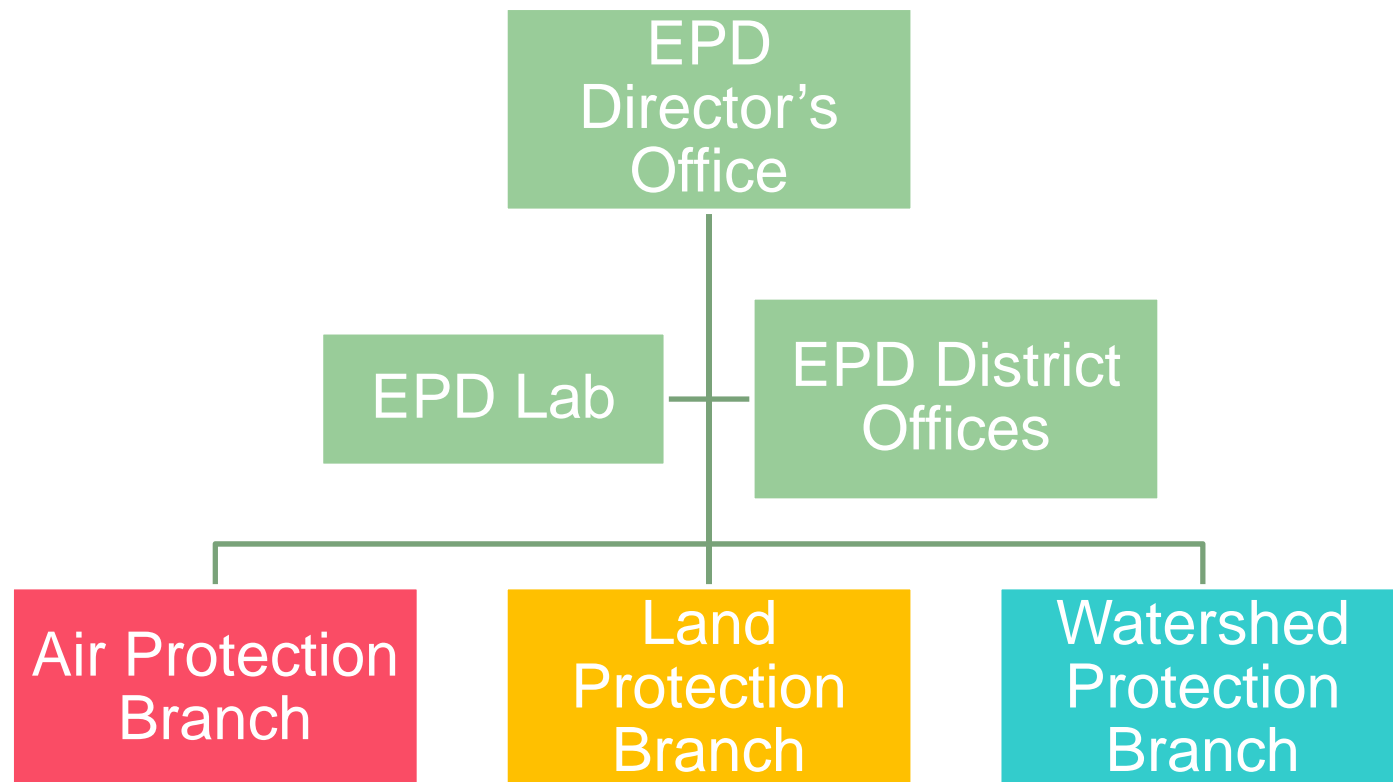 EPD
Director’s
Office
EPD Lab
EPD District
Offices
Air Protection
Branch
Land
Protection
Branch
Watershed
Protection
Branch